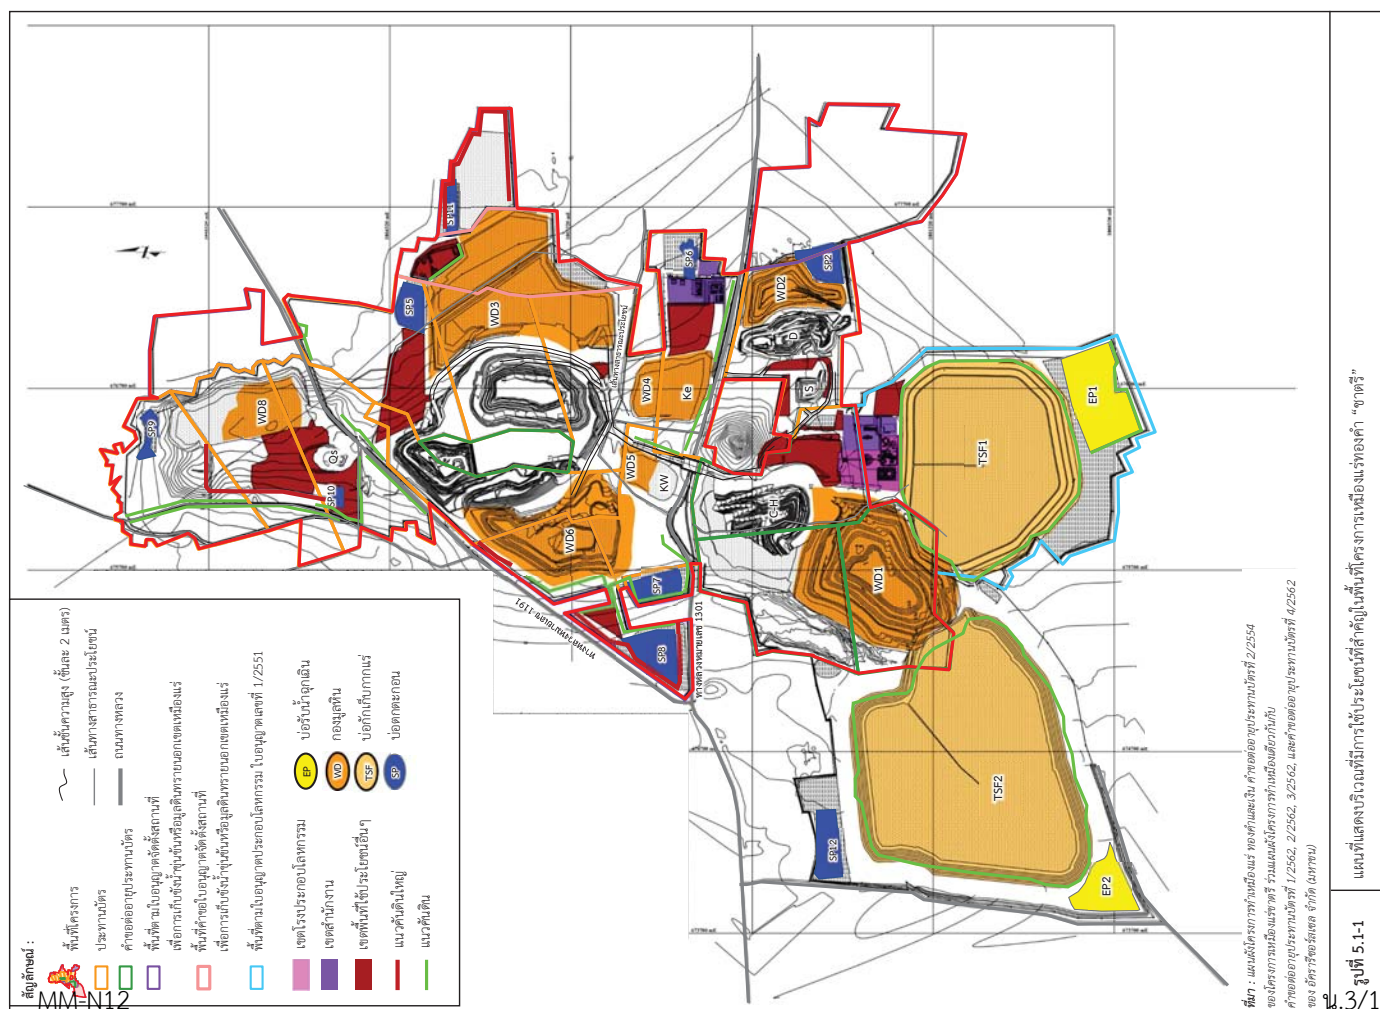 สัญลักษณ์ :
พื้นที่โครงการ
ประทานบัตร
คำขอต่ออายุประทานบัตร
พื้นที่ตามใบอนุญาตจัดตั้งสถานที่
เพื่อการเก็บขังน้ำขุ่นข้นหรือมูลดินทรายนอกเขตเหมืองแร่
พื้นที่คำขอใบอนุญาตจัดตั้งสถานที่
เพื่อการเก็บขังน้ำขุ่นข้นหรือมูลดินทรายนอกเขตเหมืองแร่
พื้นที่ตามใบอนุญาตประกอบโลหกรรม ใบอนุญาตเลขที่ 1/2551
เขตโรงประกอบโลหกรรม
เขตสำนักงาน
เขตพื้นที่ใช้ประโยชน์อื่นๆ
แนวคันดินใหญ่
แนวคันดิน
เส้นชั้นความสูง (ชั้นละ 2 เมตร)
เส้นทางสาธารณะประโยชน์
ถนนทางหลวง
EP บ่อรับน้ำฉุกเฉิน
WD กองมูลหิน
TSF บ่อกักเก็บกากแร่
SP บ่อตกตะกอน
SP9
WD8
Qs
SP10
SP11
SP5
WD3
SP6
WD2
SP2
D
S
WD4
Ke
WD5
KW
WD6
CH
SP7
SP8
WD1
TSF1
EP1
TSF2
EP2
SP12
เส้นทางสาธารณะประโยชน์
ทางหลวงหมายเลข 1301
ทางหลวงหมายเลข 1191
ที่มา : แผนผังโครงการทำเหมืองแร่ ทองคำและเงิน คำขอต่ออายุประทานบัตรที่ 2/2554
ของโครงการเหมืองแร่ชาตรี ร่วมแผนผังโครงการทำเหมืองเดียวกันกับ
คำขอต่ออายุประทานบัตรที่ 1/2562, 2/2562, 3/2562, และคำขอต่ออายุประทานบัตรที่ 4/2562
ของ อัครารีซอร์สเซส จำกัด (มหาชน)
รูปที่ 5.1-1
แผนที่แสดงบริเวณที่มีการใช้ประโยชน์ที่สำคัญในพื้นที่โครงการเหมืองแร่ทองคำ “ชาตรี”
MM-N12
น.3/1